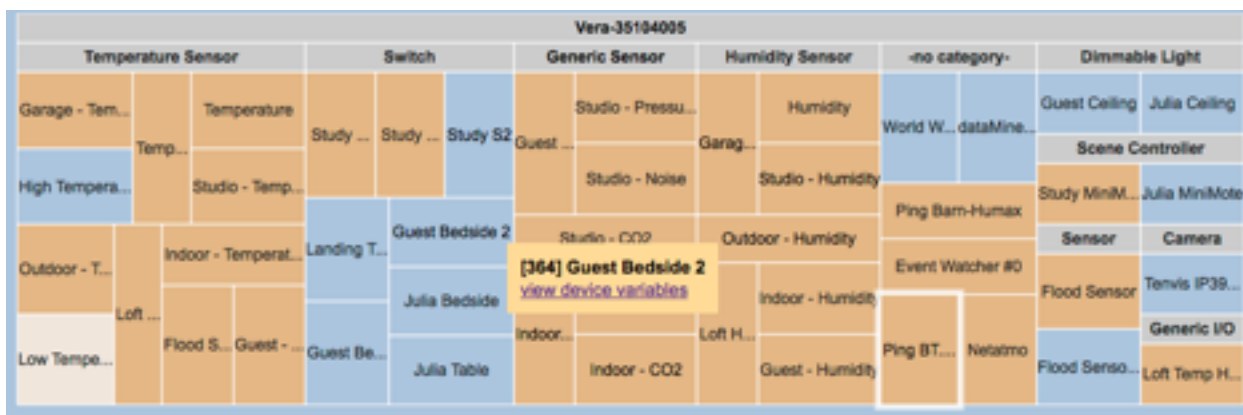 Vera-35104005
Temperature Sensor
Switch
Generic Sensor
Humidity Sensor
-no category-
Dimmable Light
Garage - Tem...
Temp...
Temperature
Studio - Temp...
High Tempera...
Outdoor - T...
Low Tempe...
Loft ...
Indoor - Temperat...
Flood S...
Guest - ...
Study ...
Study ...
Study S2
Landing T...
Guest Be...
Guest Bedside 2
Julia Bedside
Julia Table
Guest ...
Studio - Pressu...
Studio - Noise
Studio - CO2
[364] Guest Bedside 2
view device variables
Indoor...
Indoor - CO2
Garag...
Humidity
Studio - Humidity
Outdoor - Humidity
Loft H...
Indoor - Humidity
Guest - Humidity
World W...
dataMine...
Ping Barn-Humax
Event Watcher #0
Ping BT....
Netatmo
Guest Ceiling
Julia Ceiling
Scene Controller
Study MiniM...
Julia MiniMote
Sensor
Camera
Flood Sensor
Tenvis IP39...
Generic I/O
Flood Senso...
Loft Temp H...